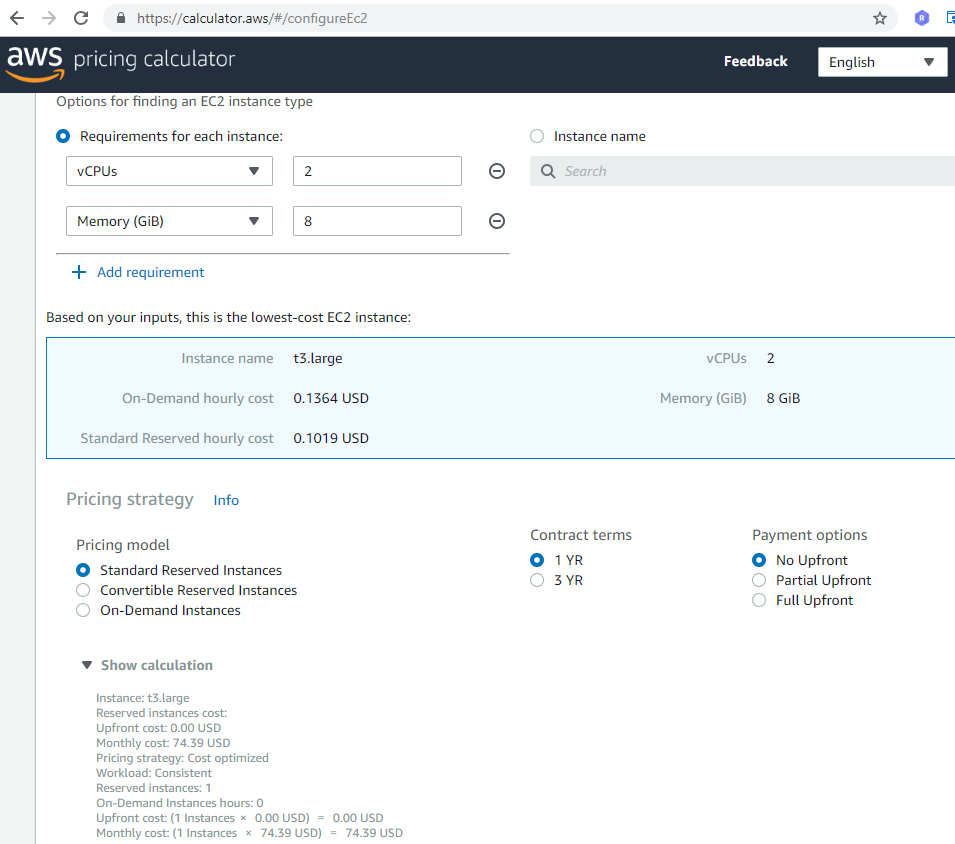 https://calculator.aws/#/configureEc2
R
aws pricing calculator
Feedback
English
Options for finding an EC2 instance type
Requirements for each instance:
Instance name
vCPUs
2
Search
Memory (GiB)
8
Add requirement
Based on your inputs, this is the lowest-cost EC2 instance:
Instance name t3.large
vCPUs 2
On-Demand hourly cost 0.1364 USD
Memory (GiB) 8 GiB
Standard Reserved hourly cost 0.1019 USD
Pricing strategy Info
Pricing model
Standard Reserved Instances
Convertible Reserved Instances
On-Demand Instances
Contract terms
1 YR
3 YR
Payment options
No Upfront
Partial Upfront
Full Upfront
Show calculation
Instance: t3.large
Reserved instances cost:
Upfront cost: 0.00 USD
Monthly cost: 74.39 USD
Pricing strategy: Cost optimized
Workload: Consistent
Reserved instances: 1
On-Demand Instances hours: 0
Upfront cost: (1 Instances × 0.00 USD) = 0.00 USD
Monthly cost: (1 Instances × 74.39 USD) = 74.39 USD